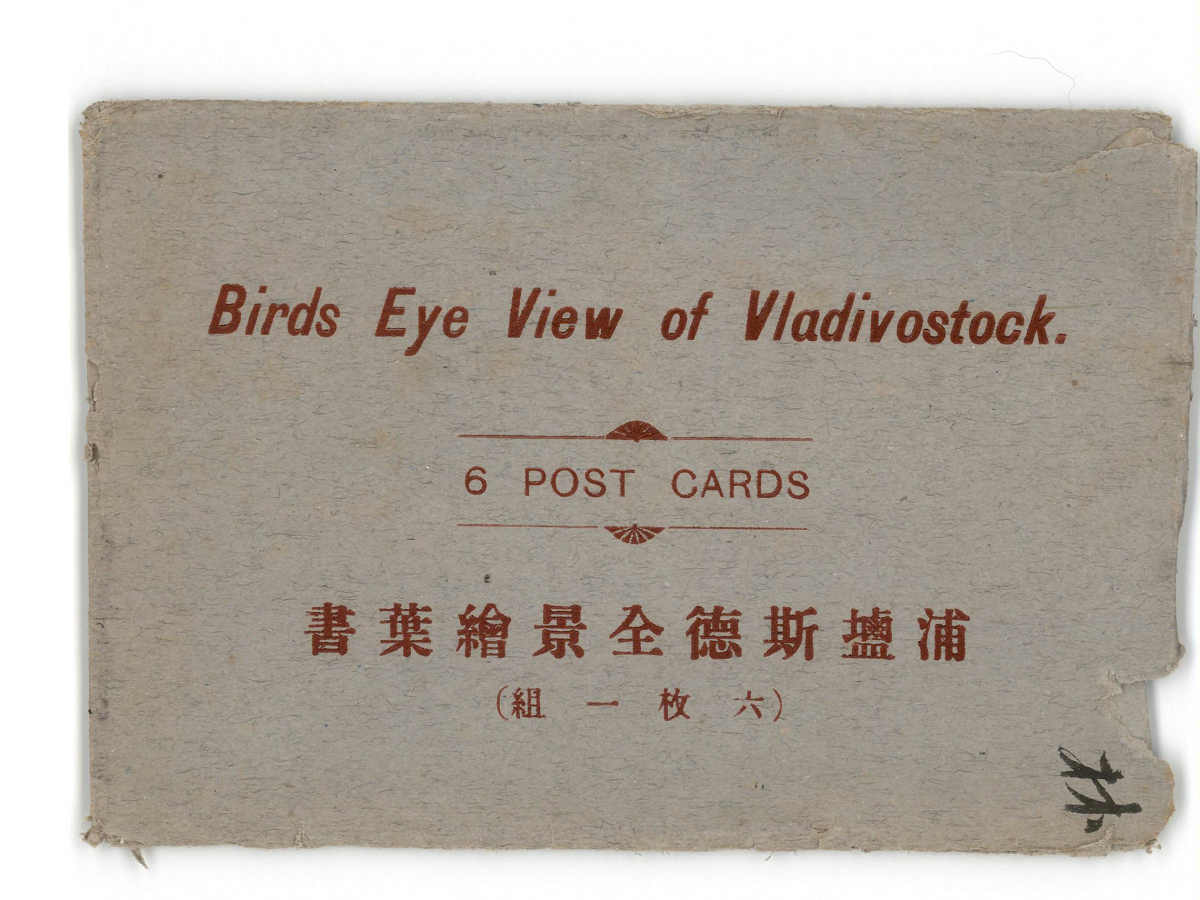 Birds Eye View of Vladivostock.
6 POST CARDS
浦鹽斯德全景繪葉書
(六枚一組)